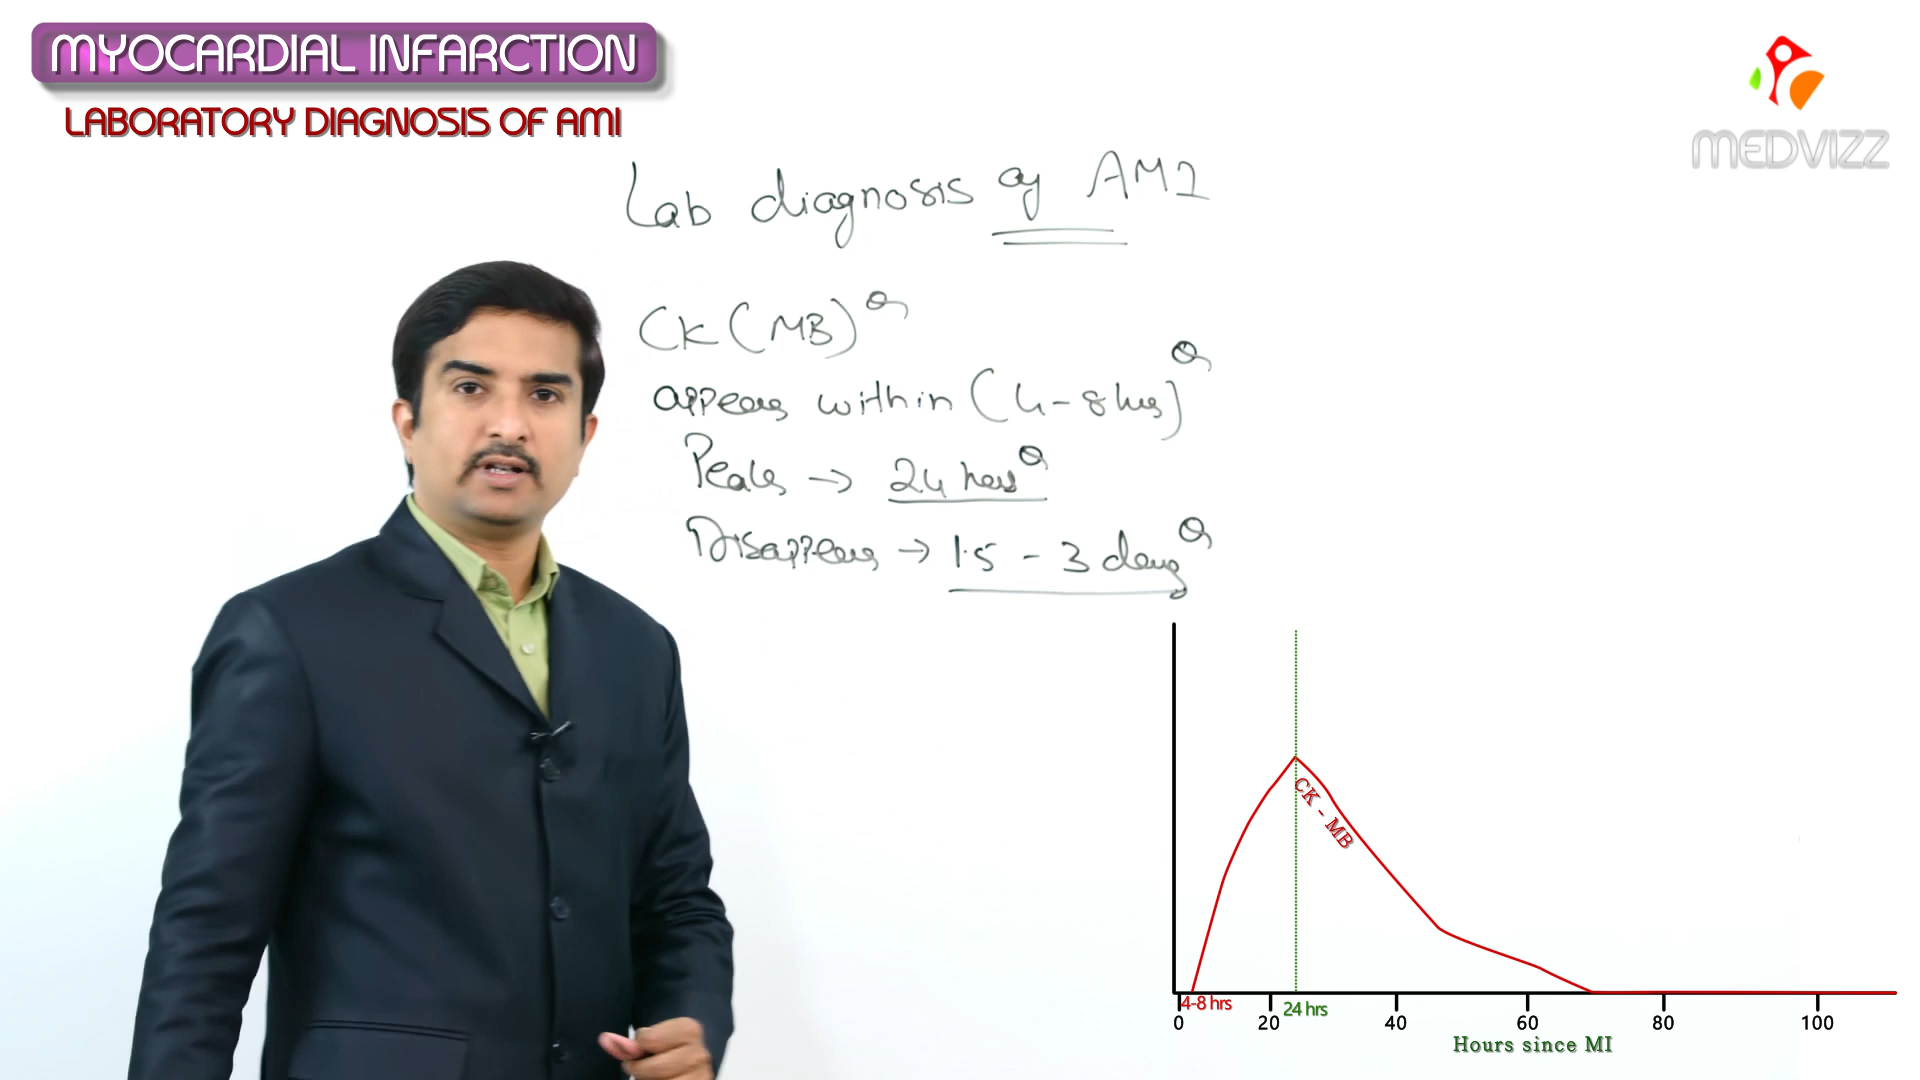 MYOCARDIAL INFARCTION
LABORATORY DIAGNOSIS OF AMI
MEDVIZZ
Lab diagnosis of AMI
CK (MB)
appears within (4-8 hrs)
Peaks → 24 hrs
Disappears → 1.5 - 3 days
CK - MB
4-8 hrs
24 hrs
0 20 40 60 80 100
Hours since MI